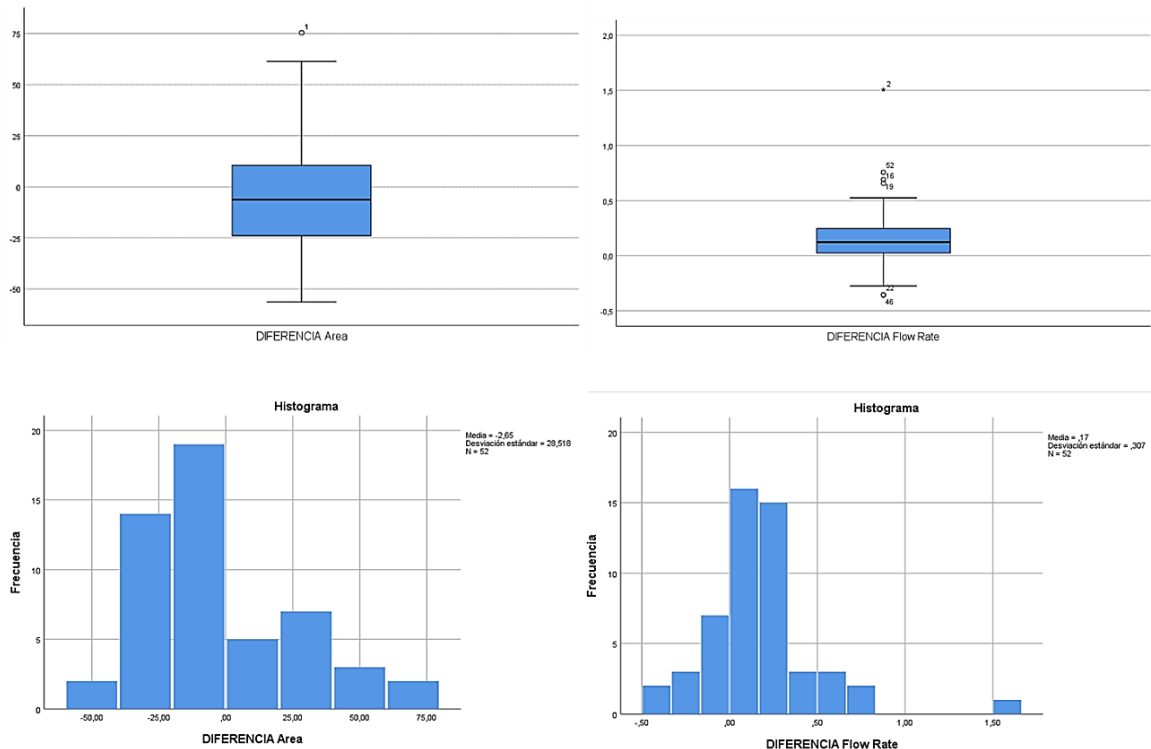 75
50
25
0
-25
-50
1
DIFERENCIA Area
2,0
1,5
1,0
0,5
0,0
-0,5
2
52
16
19
22
46
DIFERENCIA Flow Rate
Histograma
Media = -2,65
Desviación estándar = 28,518
N = 52
Frecuencia
20
15
10
5
0
-50,00 -25,00 ,00 25,00 50,00 75,00
DIFERENCIA Area
Histograma
Media = ,17
Desviación estándar = ,307
N = 52
Frecuencia
20
15
10
5
0
-,50 ,00 ,50 1,00 1,50
DIFERENCIA Flow Rate